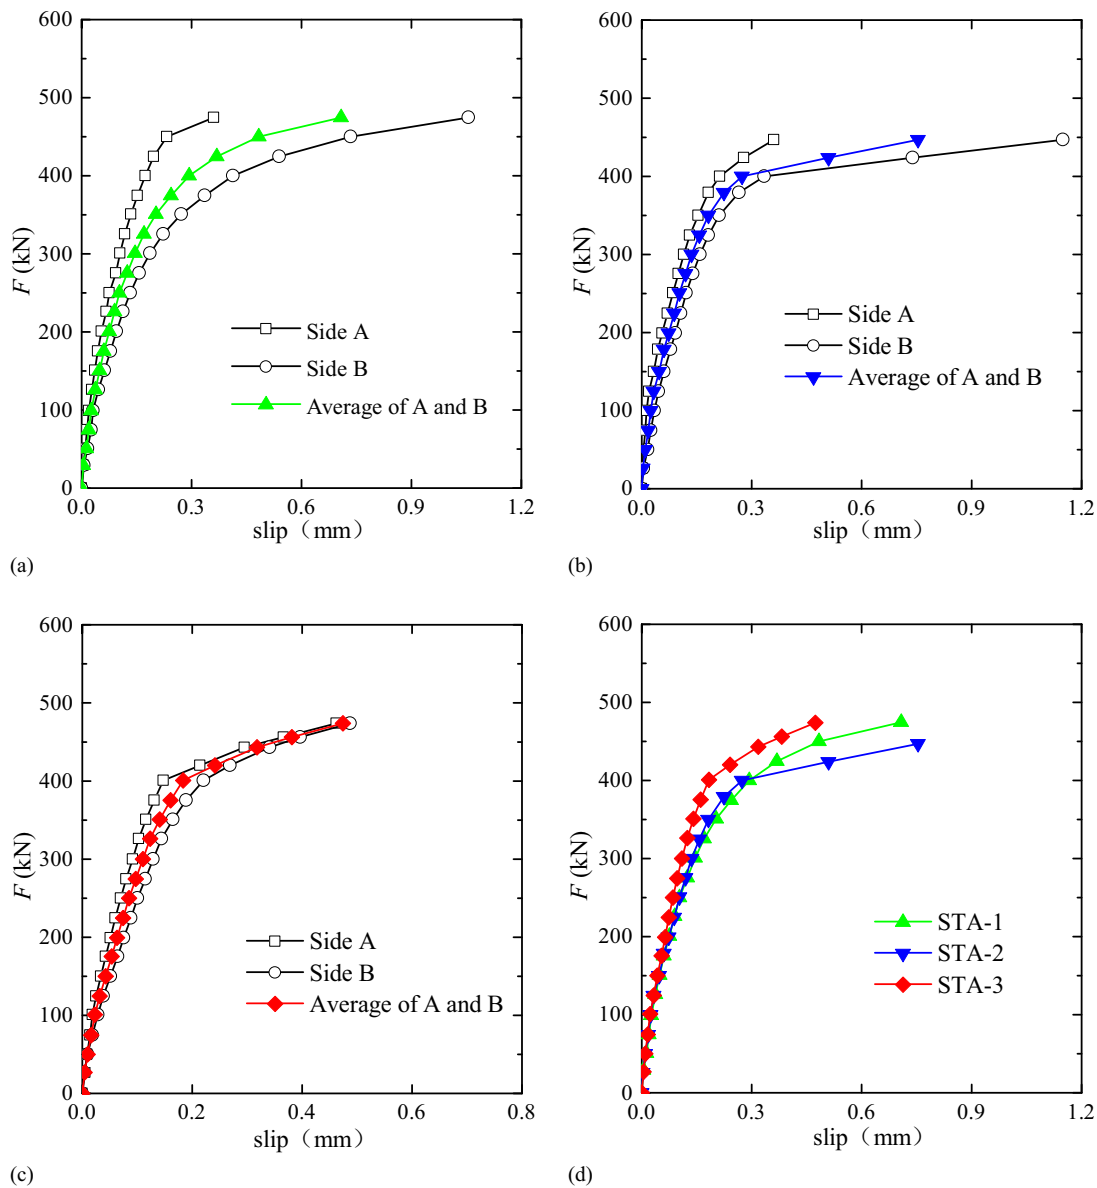 600
500
400
300
200
100
0
F (kN)
Side A
Side B
Average of A and B
0.0 0.3 0.6 0.9 1.2
slip（mm）
(a)
600
500
400
300
200
100
0
F (kN)
Side A
Side B
Average of A and B
0.0 0.3 0.6 0.9 1.2
slip（mm）
(b)
600
500
400
300
200
100
0
F (kN)
Side A
Side B
Average of A and B
0.0 0.2 0.4 0.6 0.8
slip（mm）
(c)
600
500
400
300
200
100
0
F (kN)
STA-1
STA-2
STA-3
0.0 0.3 0.6 0.9 1.2
slip（mm）
(d)